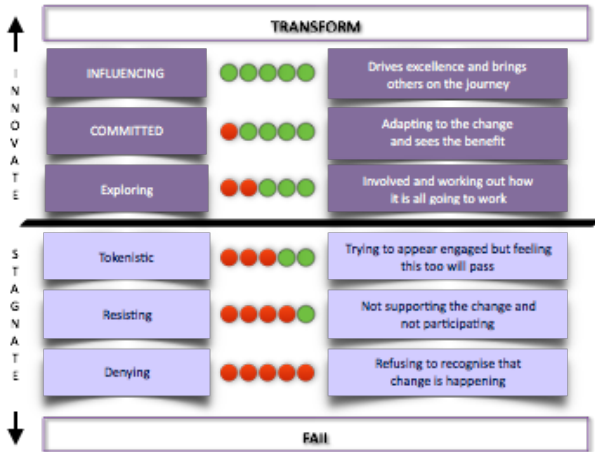 TRANSFORM
INNOVATE
INFLUENCING
Drives excellence and brings
others on the journey
COMMITTED
Adapting to the change
and sees the benefit
Exploring
Involved and working out how
it is all going to work
STAGNATE
Tokenistic
Trying to appear engaged but feeling
this too will pass
Resisting
Not supporting the change and
not participating
Denying
Refusing to recognise that
change is happening
FAIL